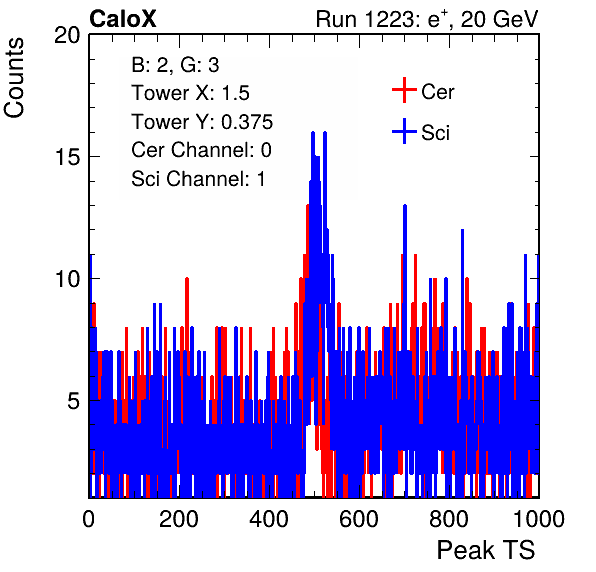 CaloX Run 1223: e⁺, 20 GeV
Counts
20
B: 2, G: 3
Tower X: 1.5
Tower Y: 0.375
Cer Channel: 0
Sci Channel: 1
Cer
Sci
15
10
5
0 200 400 600 800 1000
Peak TS